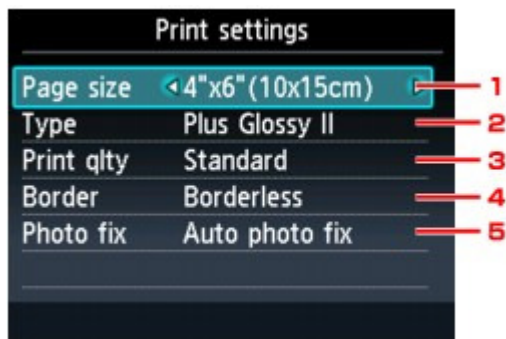 Print settings
Page size 4"x6"(10x15cm) 1
Type Plus Glossy II 2
Print qlty Standard 3
Border Borderless 4
Photo fix Auto photo fix 5